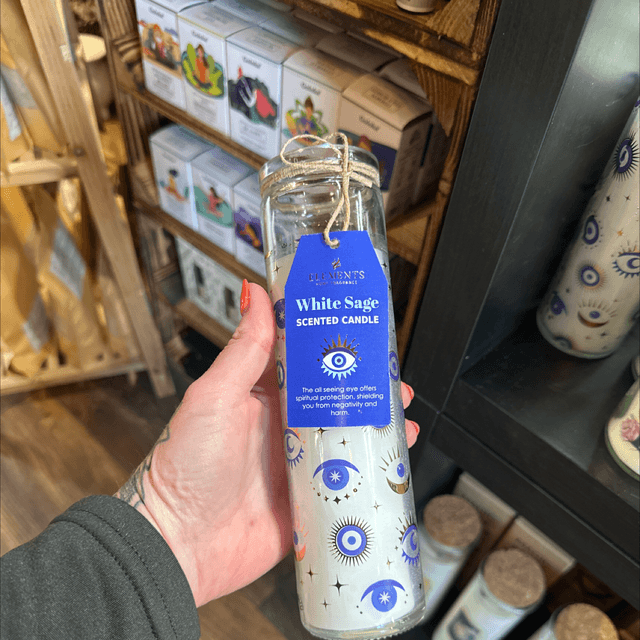 ELEMENTS
White Sage
SCENTED CANDLE
The all seeing eye offers
spiritual protection, shielding
you from negativity and
harm.